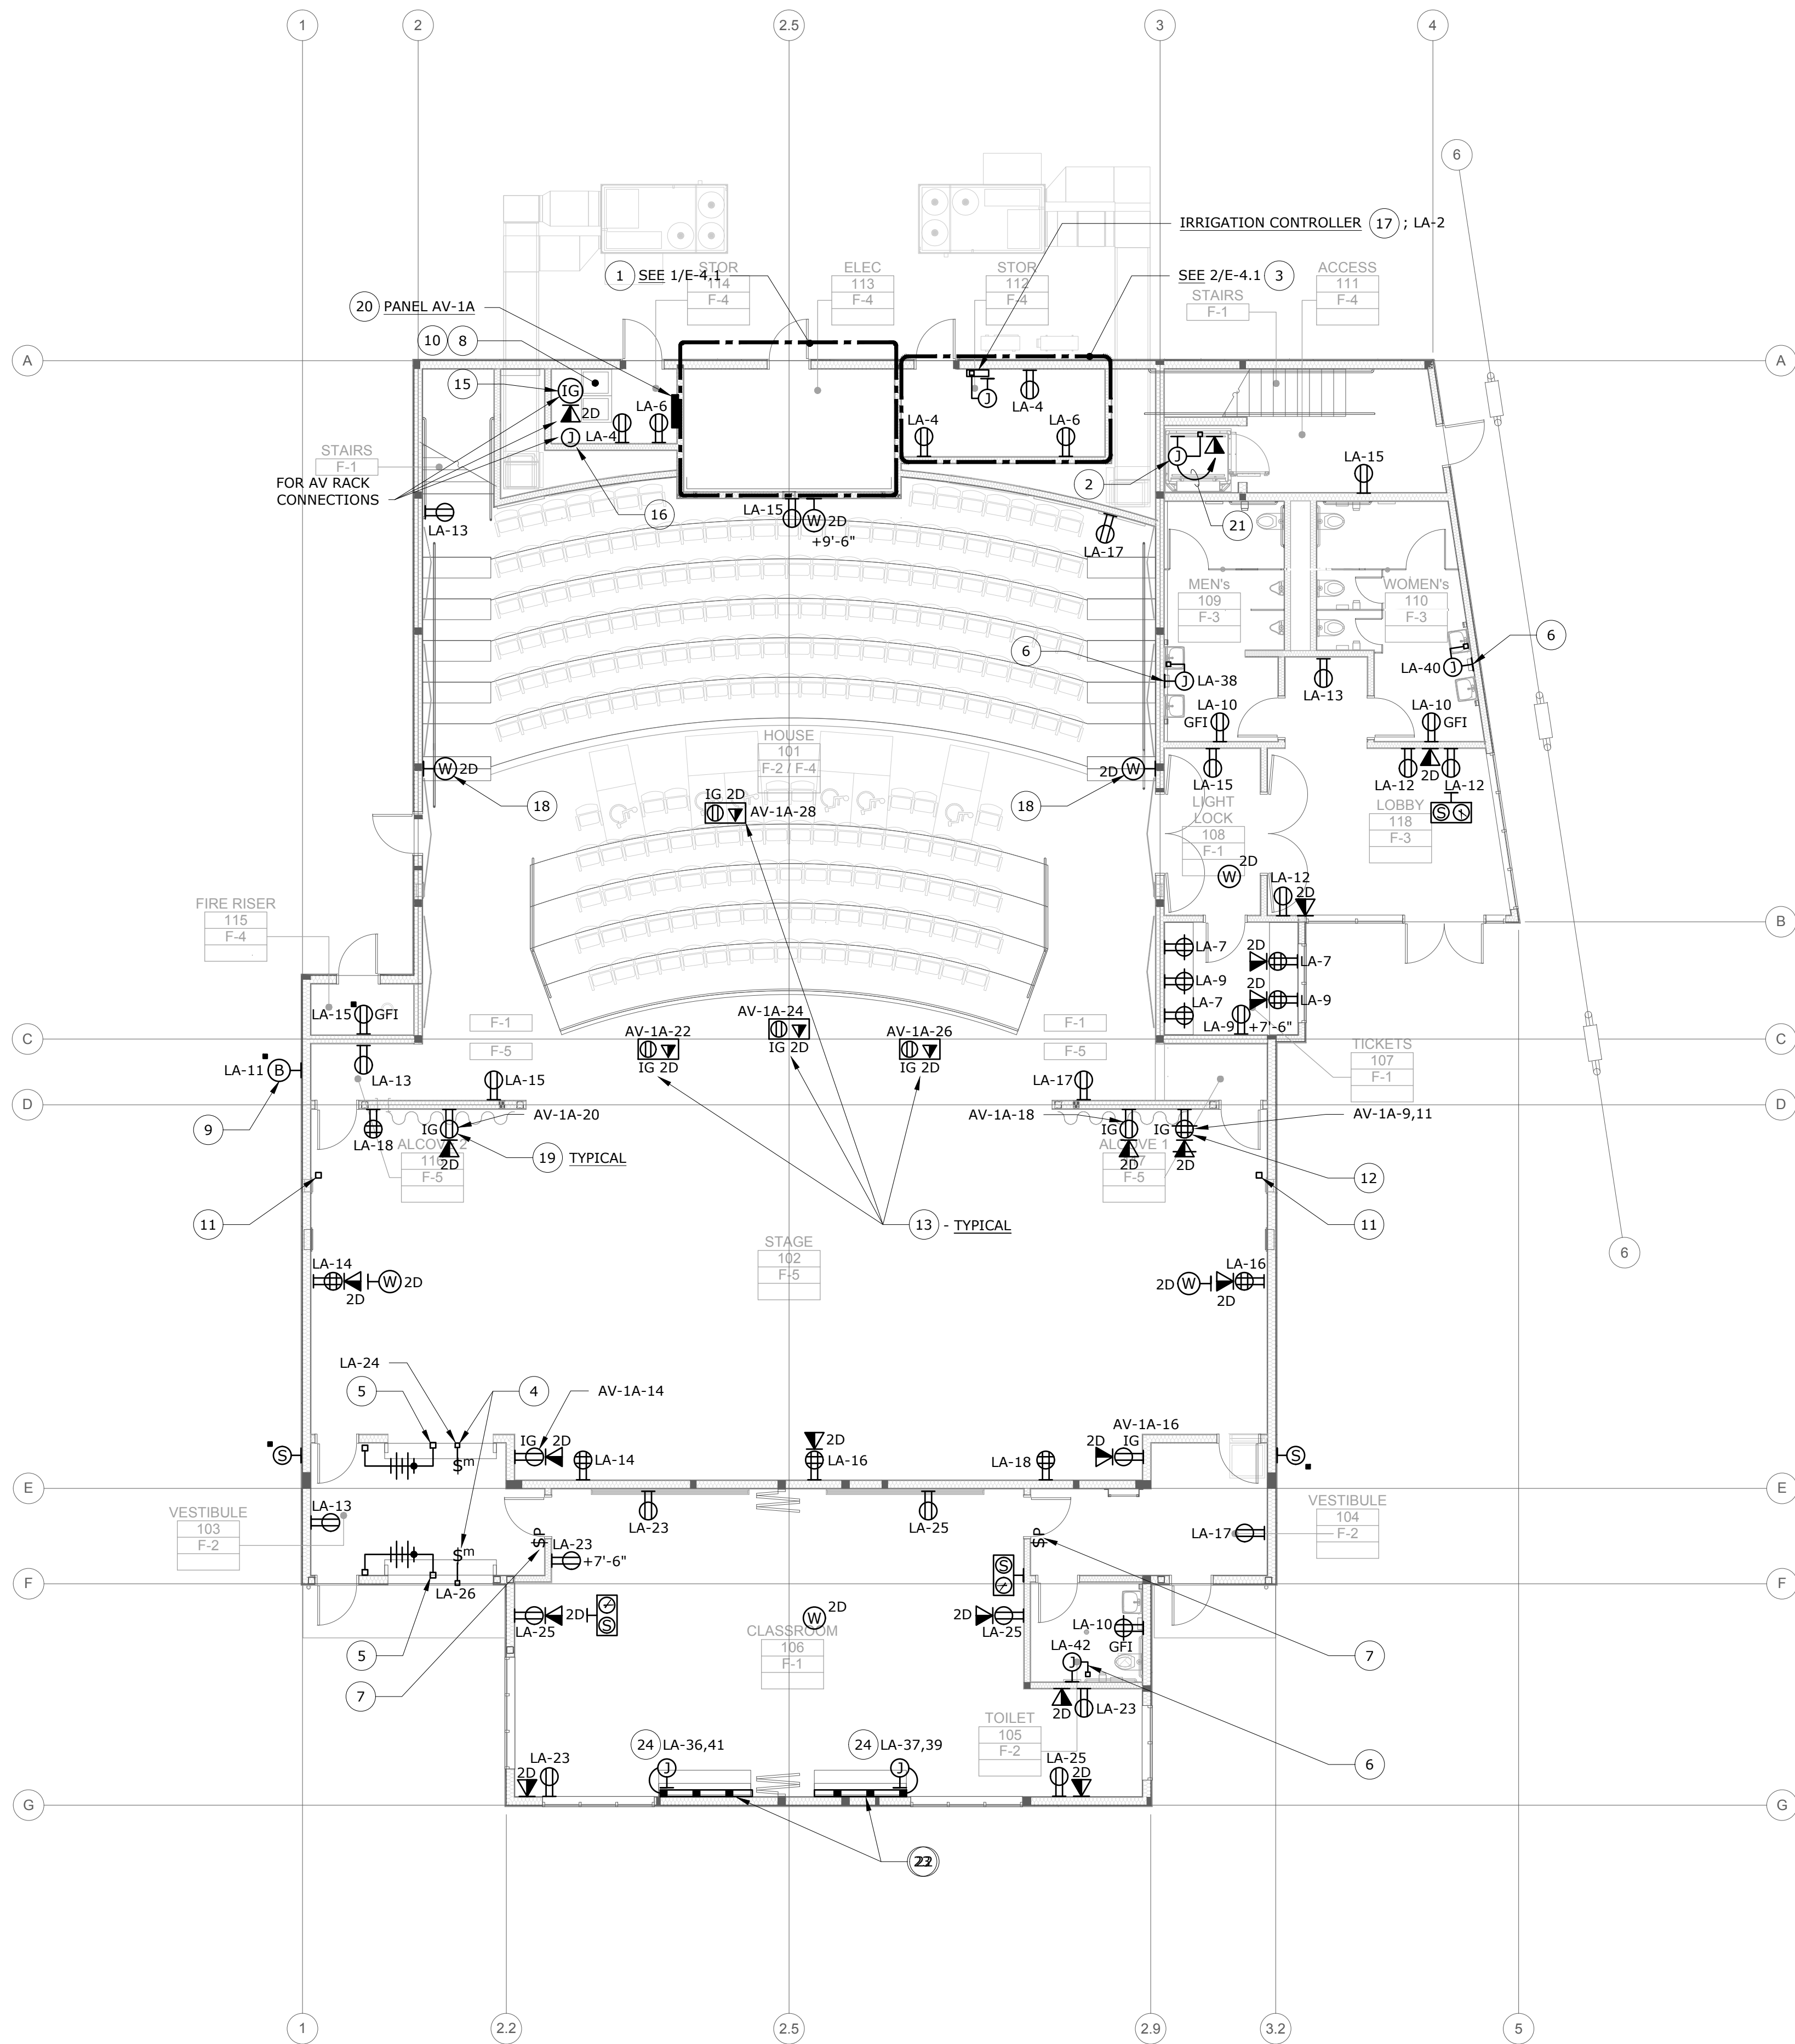 1
2
2.5
3
4
6
IRRIGATION CONTROLLER 17 ; LA-2
1 SEE 1/E-4.1
STOR
114
F-4
ELEC
113
F-4
STOR
112
F-4
SEE 2/E-4.1 3
STAIRS
F-1
ACCESS
111
F-4
20 PANEL AV-1A
10 8
A
A
15
IG
2D
LA-6
LA-4
J
J
LA-4
LA-4
LA-6
STAIRS
F-1
FOR AV RACK
CONNECTIONS
LA-13
16
LA-15
W
2D
+9'-6"
LA-17
2
J
21
LA-15
MEN's
109
F-3
WOMEN's
110
F-3
6
6
J
LA-38
LA-40
J
LA-13
LA-10
GFI
LA-10
GFI
HOUSE
101
F-2 / F-4
W 2D
2D W
18
18
LA-15
LA-12
2D
LA-12
S
IG 2D
AV-1A-28
LIGHT
LOCK
108
F-1
LOBBY
118
F-3
W
2D
LA-12
2D
FIRE RISER
115
F-4
B
B
LA-7
LA-9
LA-7
2D
LA-7
2D
LA-9
LA-9
+7'-6"
LA-15
GFI
F-1
F-5
F-1
F-5
AV-1A-22
IG 2D
AV-1A-24
IG 2D
AV-1A-26
IG 2D
C
C
TICKETS
107
F-1
LA-11
B
LA-13
LA-15
LA-17
D
D
9
LA-18
IG
2D
AV-1A-20
19 TYPICAL
ALCOVE 2
116
F-5
AV-1A-18
IG
2D
IG
2D
AV-1A-9,11
ALCOVE 1
F-5
12
11
11
13 - TYPICAL
6
STAGE
102
F-5
LA-14
2D
W 2D
2D W
2D
LA-16
LA-24
5
4
AV-1A-14
IG
2D
LA-14
2D
LA-16
LA-18
AV-1A-16
2D
IG
S
S
$m
E
E
VESTIBULE
103
F-2
LA-13
LA-23
LA-25
LA-17
VESTIBULE
104
F-2
$m
LA-26
$P
LA-23
+7'-6"
$P
S
F
F
2D
LA-25
S
W
2D
2D
LA-25
LA-10
GFI
CLASSROOM
106
F-1
LA-42
J
5
7
7
2D
LA-23
TOILET
105
F-2
6
24 LA-36,41
J
24 LA-37,39
J
LA-23
2D
LA-25
2D
G
G
1
2.2
2.5
2.9
3.2
5